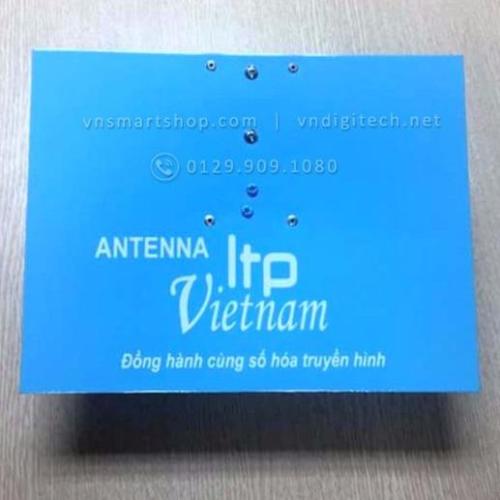 vnsmartshop.com | vndigitech.net
0129.909.1080
ANTENNA ltp
Vietnam
Đồng hành cùng số hóa truyền hình